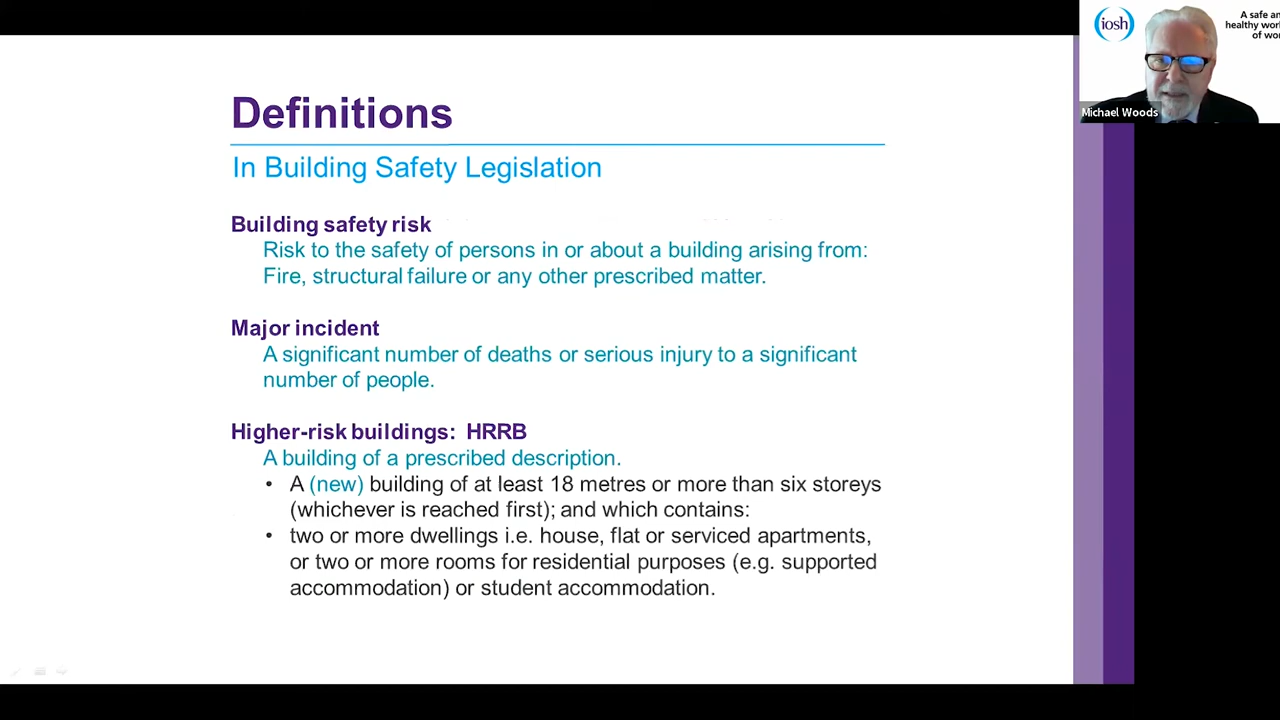 Definitions
In Building Safety Legislation
Building safety risk
Risk to the safety of persons in or about a building arising from:
Fire, structural failure or any other prescribed matter.
Major incident
A significant number of deaths or serious injury to a significant
number of people.
Higher-risk buildings: HRRB
A building of a prescribed description.
• A (new) building of at least 18 metres or more than six storeys
(whichever is reached first); and which contains:
• two or more dwellings i.e. house, flat or serviced apartments,
or two or more rooms for residential purposes (e.g. supported
accommodation) or student accommodation.
iosh
A safe an
healthy worl
of wor
Michael Woods